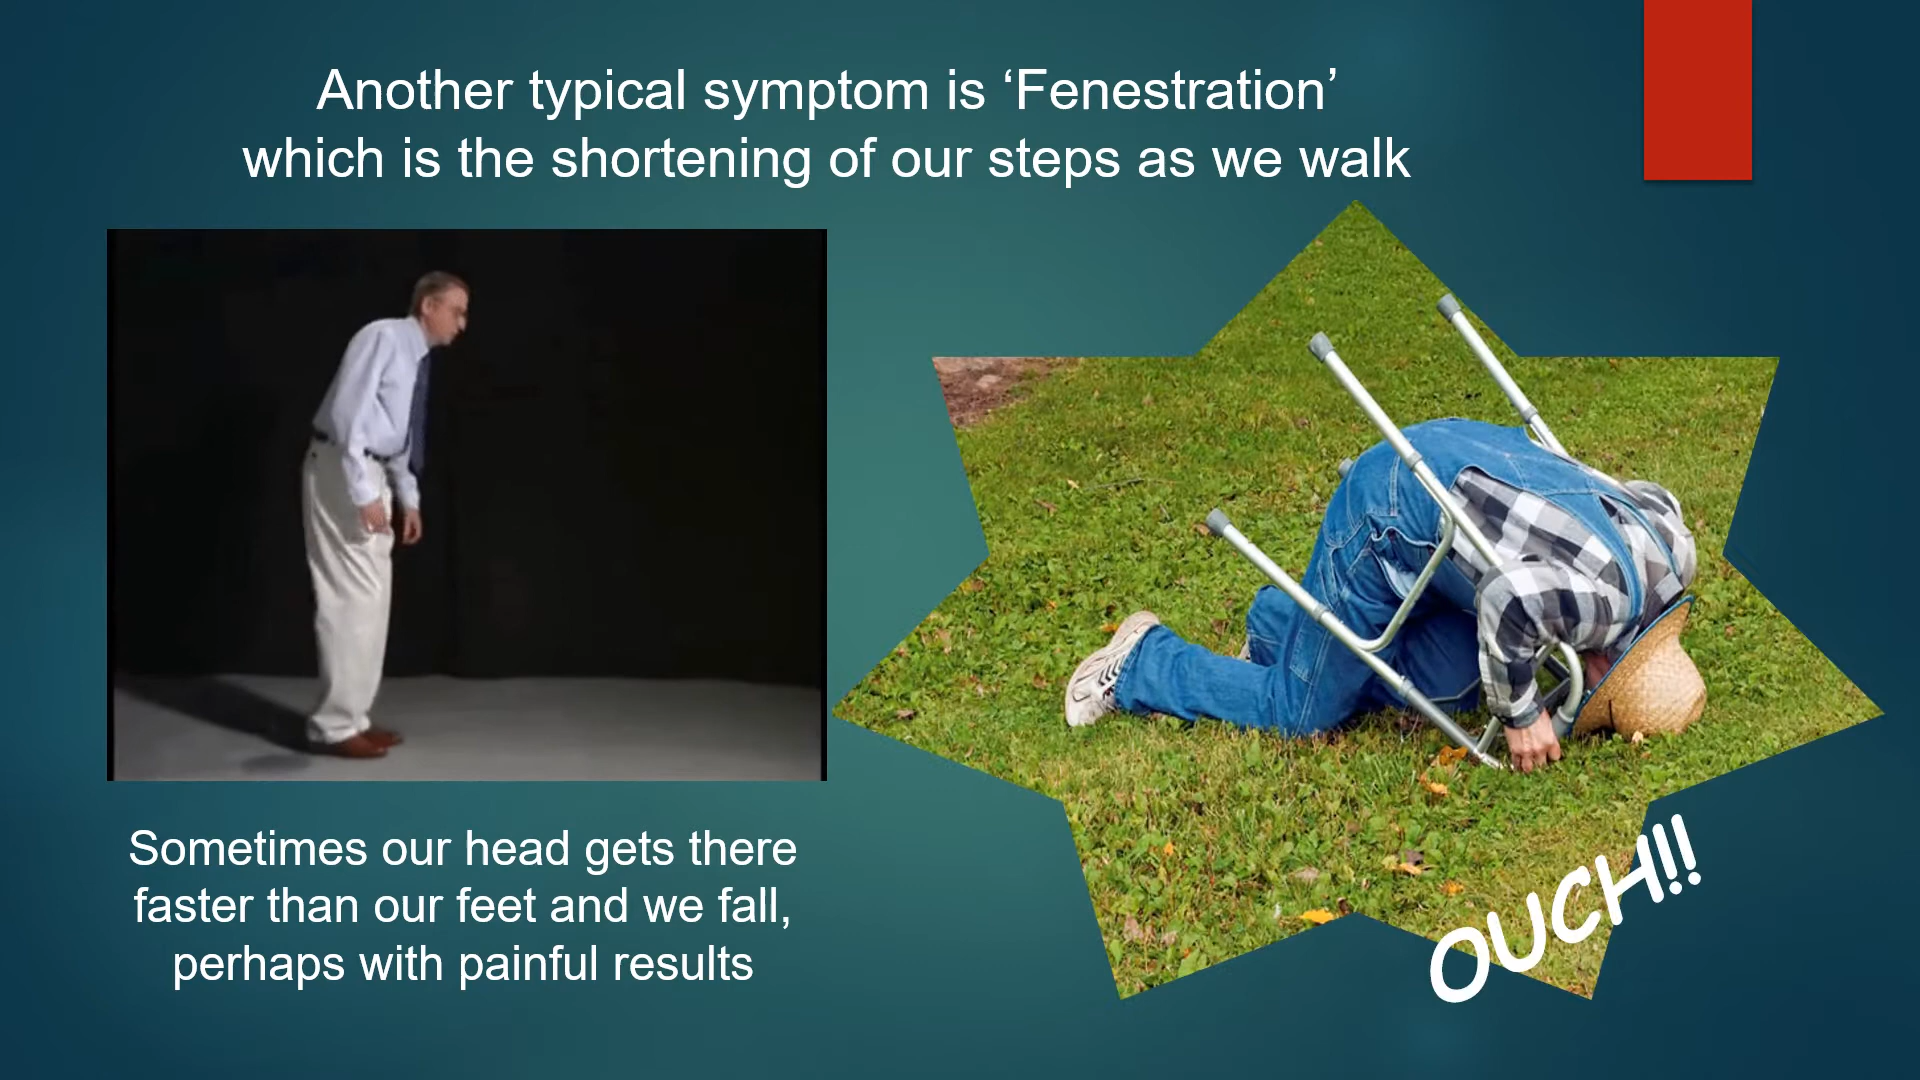 Another typical symptom is ‘Fenestration’
which is the shortening of our steps as we walk
Sometimes our head gets there
faster than our feet and we fall,
perhaps with painful results
OUCH!!